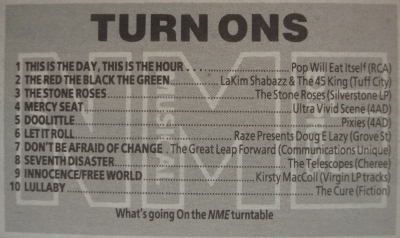 TURN ONS
1 THIS IS THE DAY, THIS IS THE HOUR . . . . Pop Will Eat Itself (RCA)
2 THE RED THE BLACK THE GREEN .......... LaKim Shabazz & The 45 King (Tuff City)
3 THE STONE ROSES .......... The Stone Roses (Silverstone LP)
4 MERCY SEAT .......... Ultra Vivid Scene (4AD)
5 DOOLITTLE .......... Pixies (4AD)
6 LET IT ROLL .......... Raze Presents Doug E Lazy (Grove St)
7 DON'T BE AFRAID OF CHANGE . The Great Leap Forward (Communications Unique)
8 SEVENTH DISASTER .......... The Telescopes (Cheree)
9 INNOCENCE/FREE WORLD .......... Kirsty MacColl (Virgin LP tracks)
10 LULLABY .......... The Cure (Fiction)
What's going On the NME turntable
NME
MUSICAL